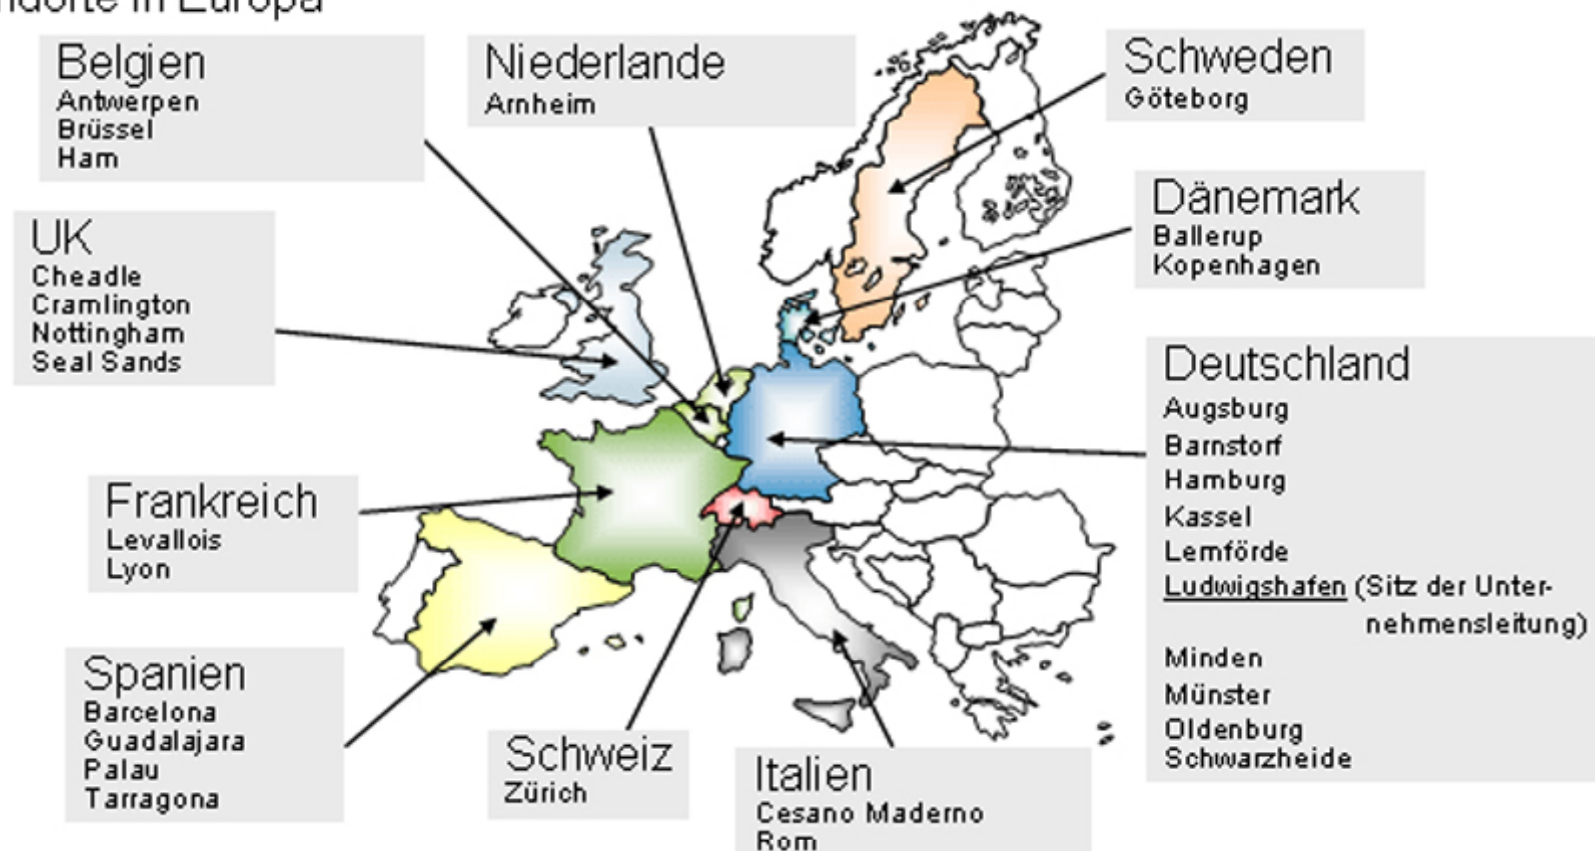 in Europa
Belgien
Antwerpen
Brüssel
Ham
Niederlande
Arnheim
Schweden
Göteborg
Dänemark
Ballerup
Kopenhagen
UK
Cheadle
Cramlington
Nottingham
Seal Sands
Deutschland
Augsburg
Barnstorf
Hamburg
Kassel
Lemförde
Ludwigshafen (Sitz der Unter-
nehmensleitung)
Minden
Münster
Oldenburg
Schwarzheide
Frankreich
Levallois
Lyon
Spanien
Barcelona
Guadalajara
Palau
Tarragona
Schweiz
Zürich
Italien
Cesano Maderno
Rom